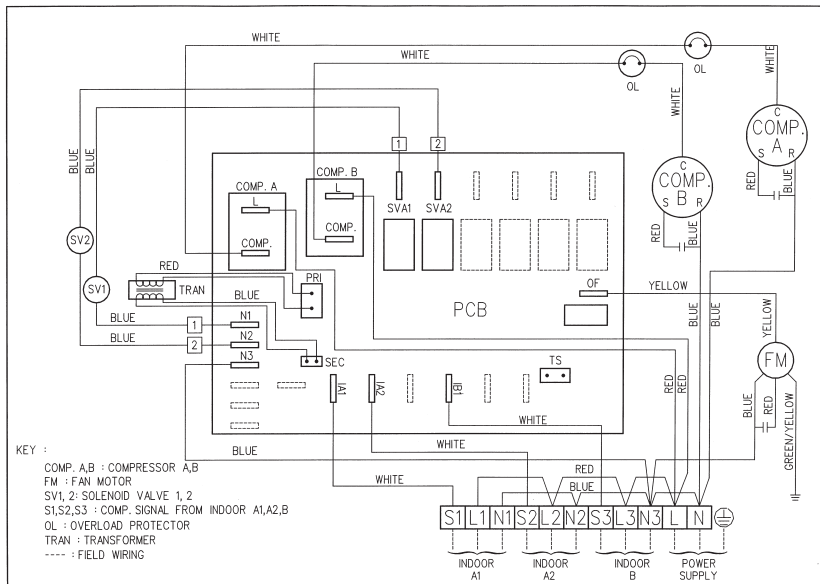 WHITE
WHITE
OL
OL
WHITE
WHITE
BLUE
BLUE
1
2
C
COMP. A
S
R
RED
BLUE
C
COMP. B
S
R
RED
BLUE
COMP. A
L
COMP.
COMP. B
L
COMP.
SVA1
SVA2
SV2
SV1
RED
TRAN
BLUE
PRI
PCB
OF
YELLOW
YELLOW
BLUE
1
N1
BLUE
2
N2
N3
SEC
TS
IA1
IA2
IB1
BLUE
BLUE
RED
RED
FM
BLUE
RED
GREEN/YELLOW
WHITE
WHITE
WHITE
BLUE
RED
BLUE
KEY :
COMP. A,B : COMPRESSOR A,B
FM : FAN MOTOR
SV1, 2: SOLENOID VALVE 1, 2
S1,S2,S3 : COMP. SIGNAL FROM INDOOR A1,A2,B
OL : OVERLOAD PROTECTOR
TRAN : TRANSFORMER
---- : FIELD WIRING
S1 L1 N1 S2 L2 N2 S3 L3 N3 L N
INDOOR A1
INDOOR A2
INDOOR B
POWER SUPPLY